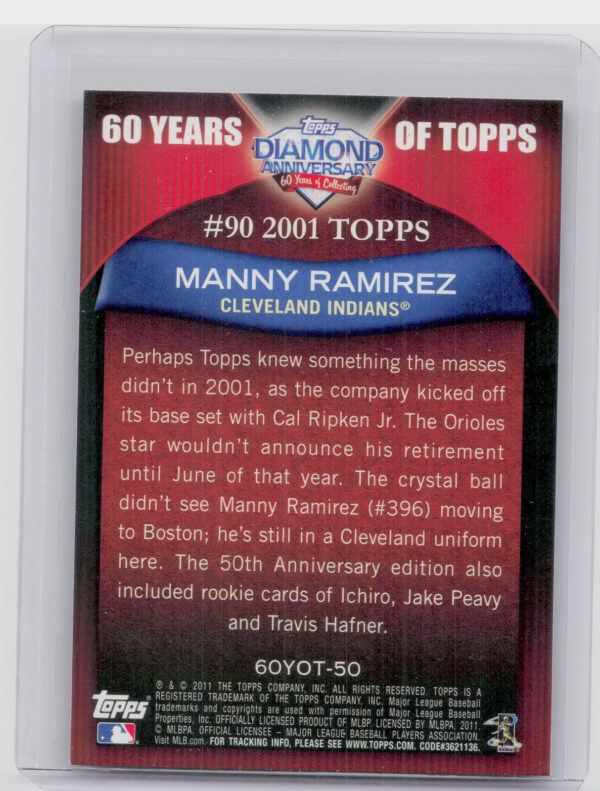 60 YEARS
OF TOPPS
Topps
DIAMOND
ANNIVERSARY
60 Years of Collecting
#90 2001 TOPPS
MANNY RAMIREZ
CLEVELAND INDIANS®
Perhaps Topps knew something the masses
didn't in 2001, as the company kicked off
its base set with Cal Ripken Jr. The Orioles
star wouldn't announce his retirement
until June of that year. The crystal ball
didn't see Manny Ramirez (#396) moving
to Boston; he's still in a Cleveland uniform
here. The 50th Anniversary edition also
included rookie cards of Ichiro, Jake Peavy
and Travis Hafner.
60YOT-50
® & © 2011 THE TOPPS COMPANY, INC. ALL RIGHTS RESERVED. TOPPS IS A
REGISTERED TRADEMARK OF THE TOPPS COMPANY, INC. Major League Baseball
trademarks and copyrights are used with permission of Major League Baseball
Properties, Inc. OFFICIALLY LICENSED PRODUCT OF MLBP. LICENSED BY MLBPA, 2011.
© MLBPA. OFFICIAL LICENSEE – MAJOR LEAGUE BASEBALL PLAYERS ASSOCIATION.
Visit MLB.com. FOR TRACKING INFO, PLEASE SEE WWW.TOPPS.COM. CODE#3621136.
Topps®